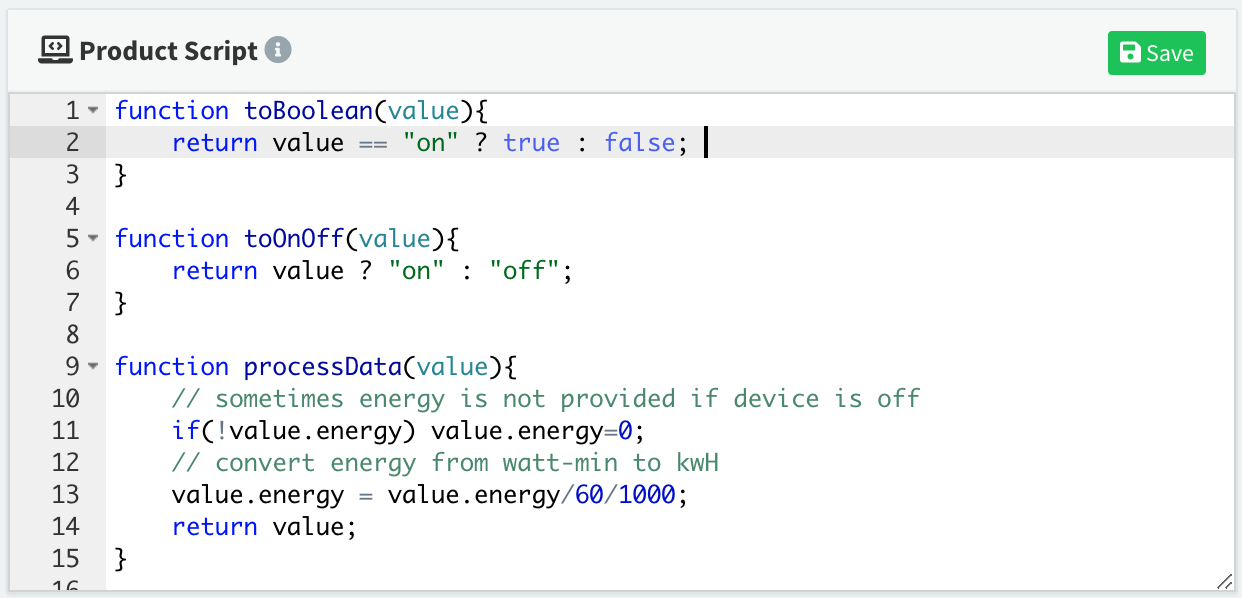 Product Script
Save
1 function toBoolean(value){
2     return value == "on" ? true : false;
3 }
4
5 function toOnOff(value){
6     return value ? "on" : "off";
7 }
8
9 function processData(value){
10     // sometimes energy is not provided if device is off
11     if(!value.energy) value.energy=0;
12     // convert energy from watt-min to kwH
13     value.energy = value.energy/60/1000;
14     return value;
15 }
16